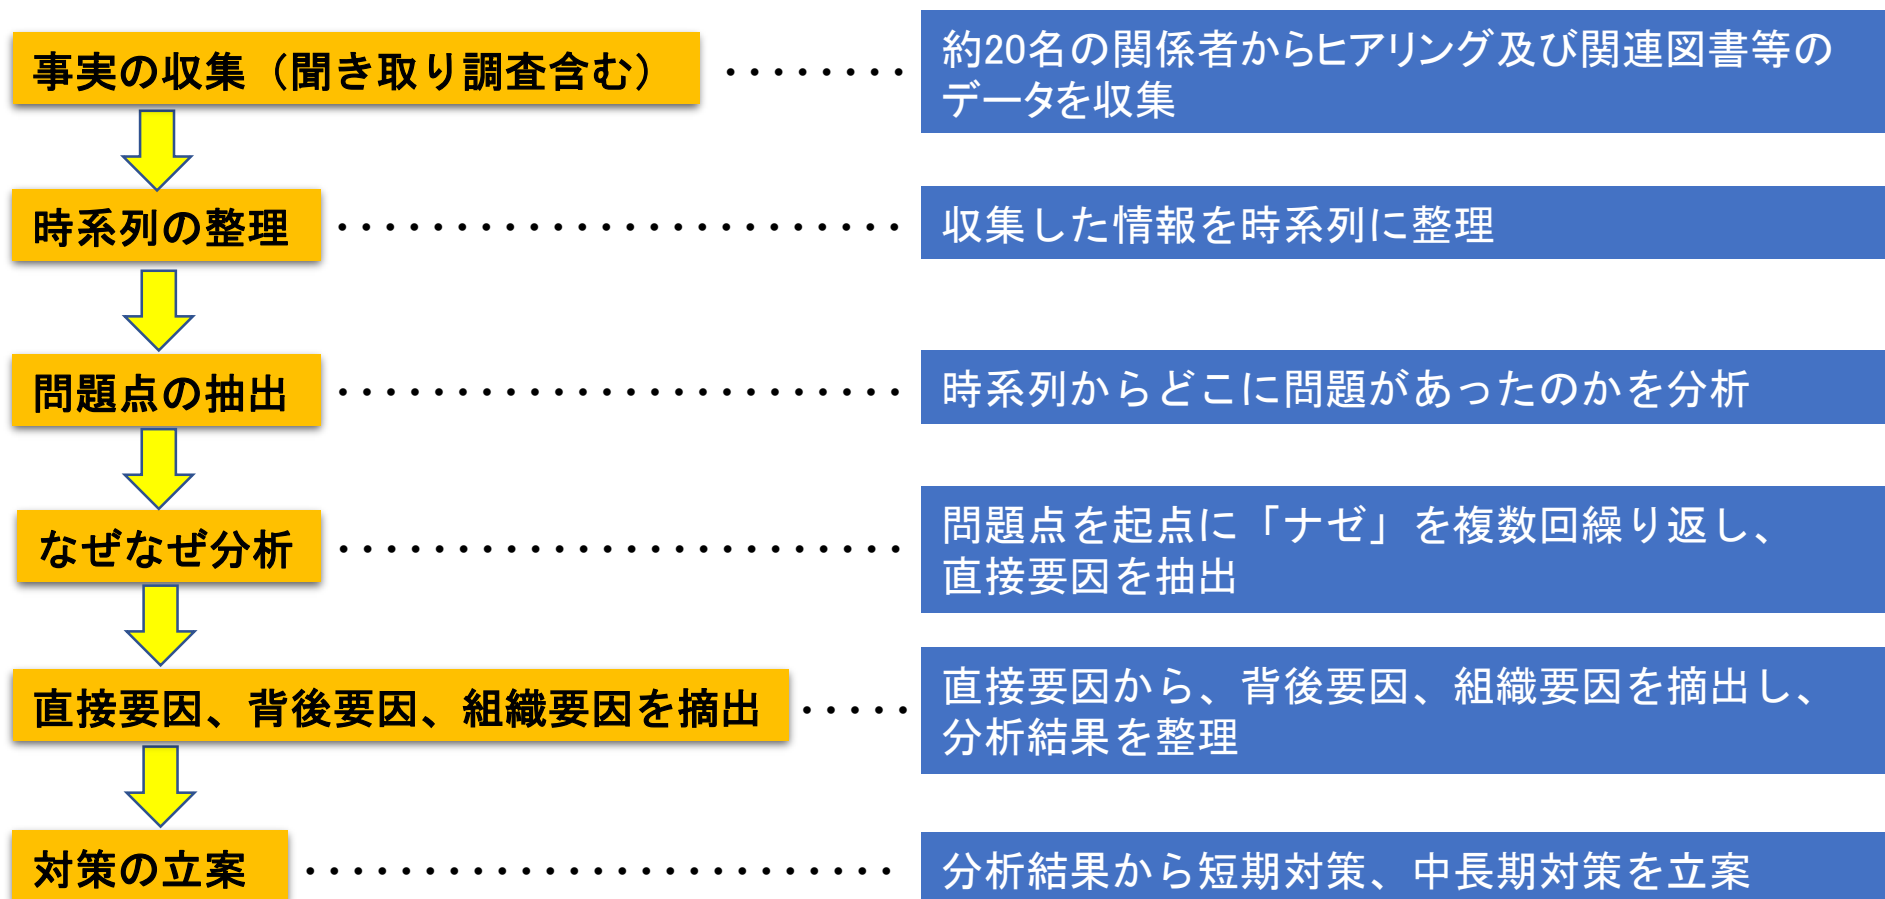 事実の収集（聞き取り調査含む）
・・・・・・・・
約20名の関係者からヒアリング及び関連図書等の
データを収集
時系列の整理
・・・・・・・・・・・・・・・・・・・・・・・・
収集した情報を時系列に整理
問題点の抽出
・・・・・・・・・・・・・・・・・・・・・・・・
時系列からどこに問題があったのかを分析
なぜなぜ分析
・・・・・・・・・・・・・・・・・・・・・・・・
問題点を起点に「ナゼ」を複数回繰り返し、
直接要因を抽出
直接要因、背後要因、組織要因を摘出
・・・・・
直接要因から、背後要因、組織要因を摘出し、
分析結果を整理
対策の立案
・・・・・・・・・・・・・・・・・・・・・・・・・
分析結果から短期対策、中長期対策を立案